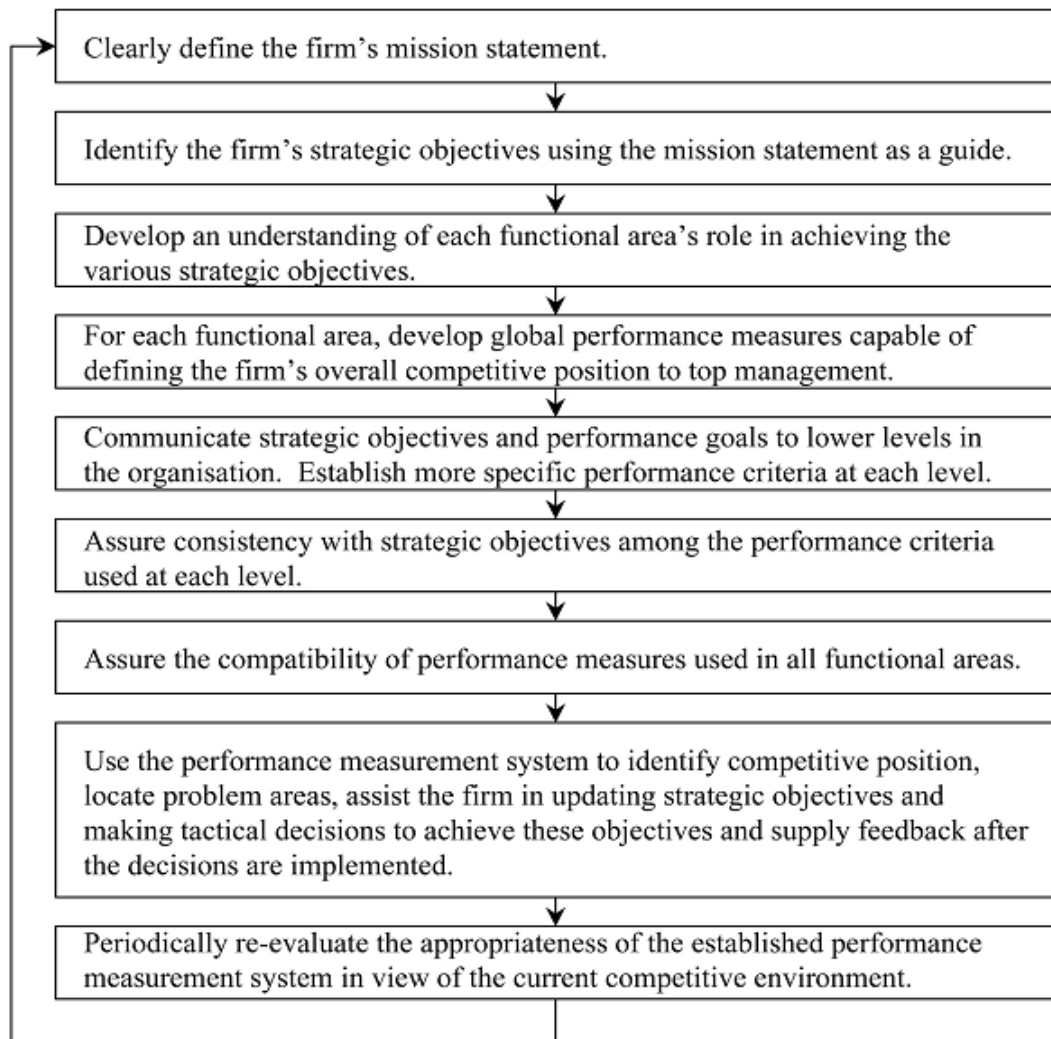 Clearly define the firm’s mission statement.
Identify the firm’s strategic objectives using the mission statement as a guide.
Develop an understanding of each functional area’s role in achieving the
various strategic objectives.
For each functional area, develop global performance measures capable of
defining the firm’s overall competitive position to top management.
Communicate strategic objectives and performance goals to lower levels in
the organisation.  Establish more specific performance criteria at each level.
Assure consistency with strategic objectives among the performance criteria
used at each level.
Assure the compatibility of performance measures used in all functional areas.
Use the performance measurement system to identify competitive position,
locate problem areas, assist the firm in updating strategic objectives and
making tactical decisions to achieve these objectives and supply feedback after
the decisions are implemented.
Periodically re-evaluate the appropriateness of the established performance
measurement system in view of the current competitive environment.